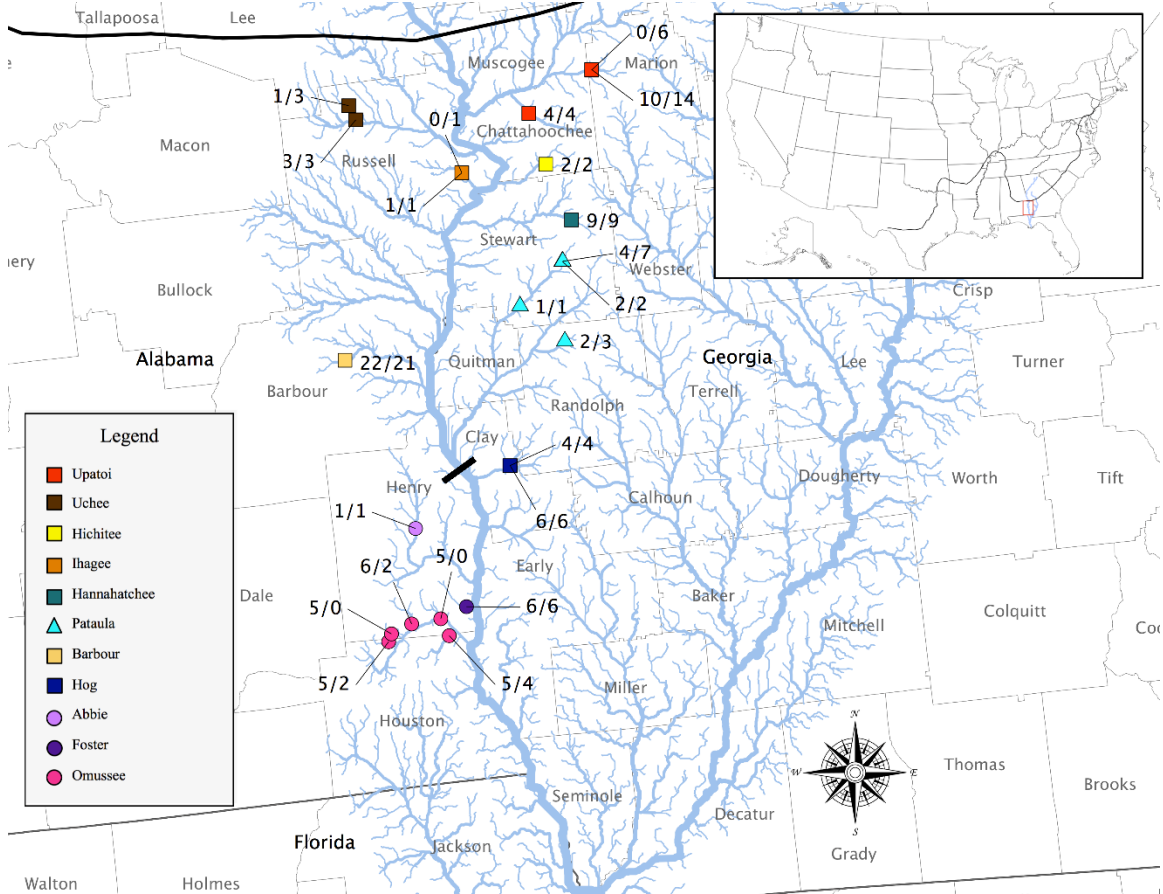 Tallapoosa
Lee
0/6
Muscogee
Marion
10/14
1/3
4/4
0/1
Chattahoochee
Macon
3/3
Russell
2/2
1/1
9/9
Stewart
4/7
Webster
ery
Bullock
2/2
1/1
Crisp
2/3
Alabama
Quitman
Georgia
Lee
Turner
22/21
Barbour
Randolph
Terrell
Clay
4/4
Dougherty
Worth
Tift
Henry
Calhoun
1/1
6/6
6/2
5/0
Early
Dale
5/0
6/6
Baker
Colquitt
Coo
Mitchell
5/2
5/4
Miller
Houston
Thomas
Seminole
Brooks
Decatur
Florida
Jackson
Grady
Walton
Holmes
Legend
Upatoi
Uchee
Hichitee
Ihagee
Hannahatchee
Pataula
Barbour
Hog
Abbie
Foster
Omussee
N
W
E
S